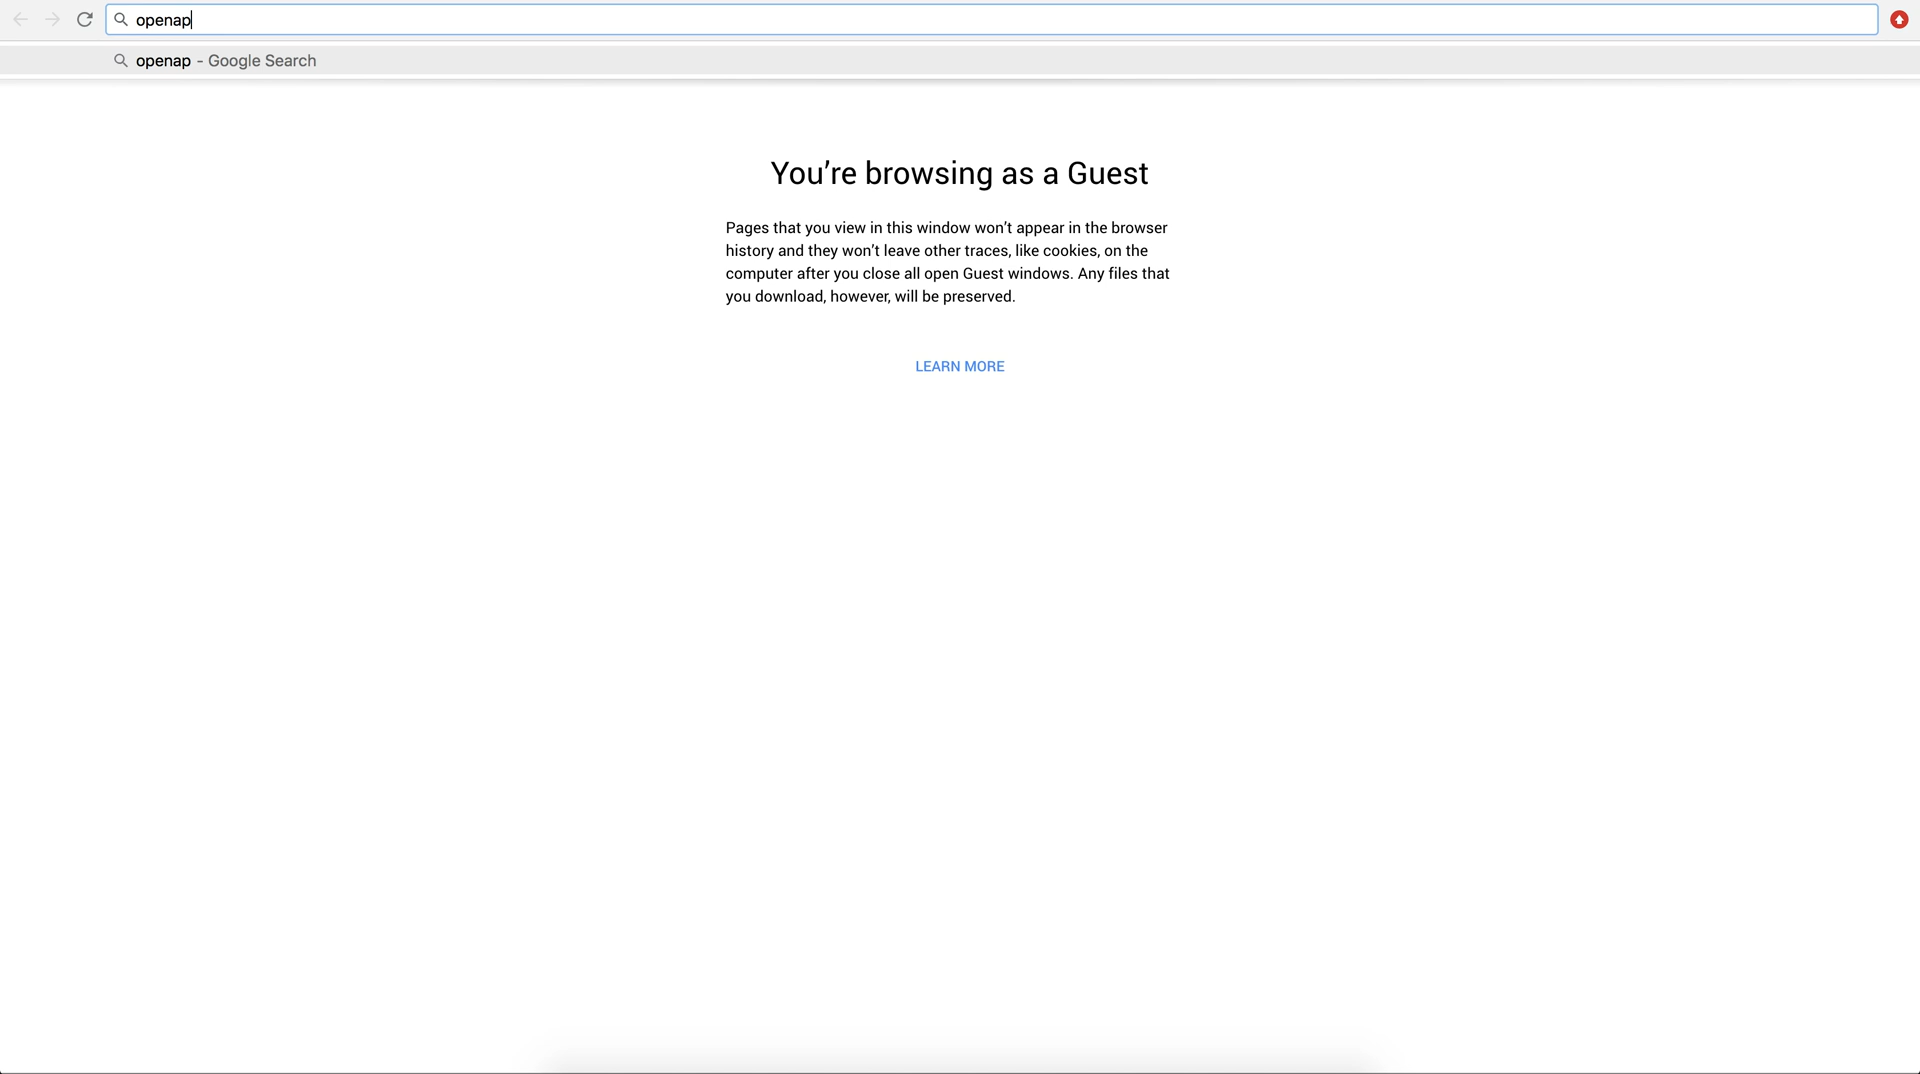 openap
openap - Google Search
You’re browsing as a Guest
Pages that you view in this window won’t appear in the browser
history and they won’t leave other traces, like cookies, on the
computer after you close all open Guest windows. Any files that
you download, however, will be preserved.
LEARN MORE